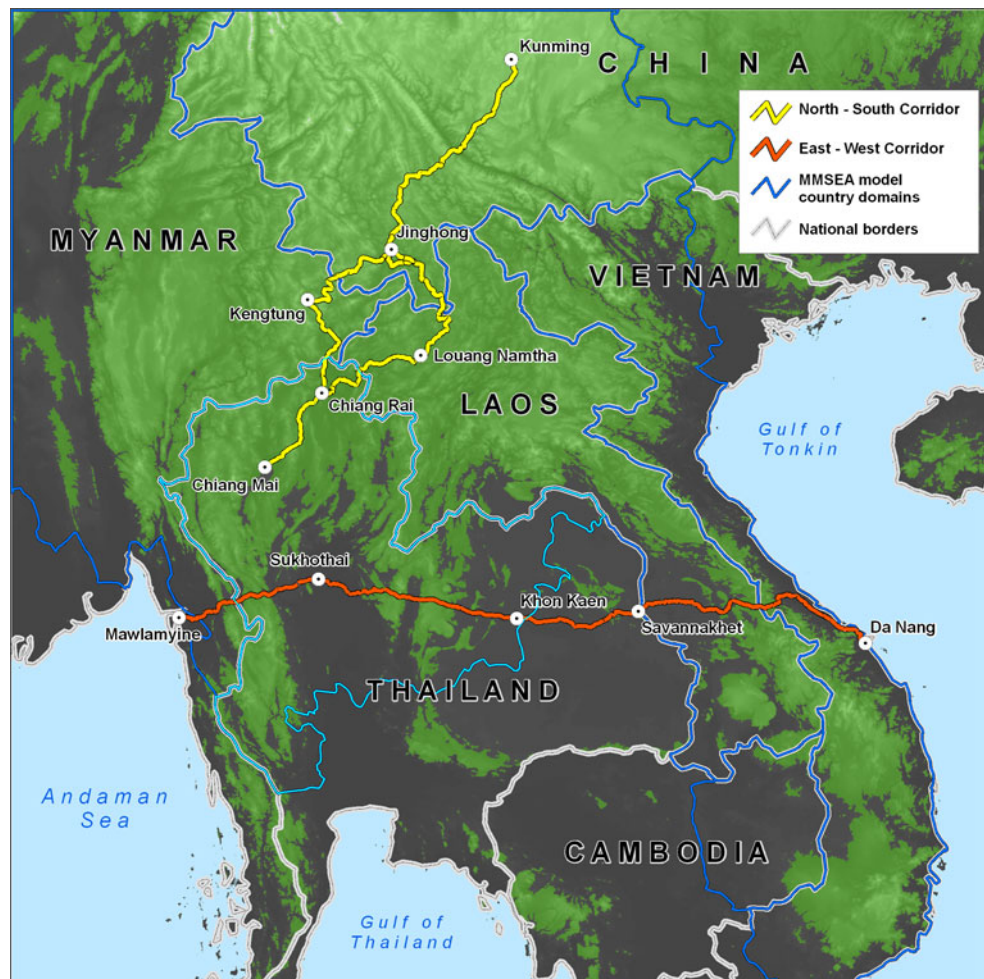 Kunming
CHINA
North - South Corridor
East - West Corridor
MMSEA model
country domains
National borders
MYANMAR
Jinghong
VIETNAM
Kengtung
Louang Namtha
Chiang Rai
LAOS
Gulf of
Tonkin
Chiang Mai
Sukhothai
Khon Kaen
Mawlamyine
Savannakhet
Da Nang
THAILAND
Andaman
Sea
CAMBODIA
Gulf of
Thailand